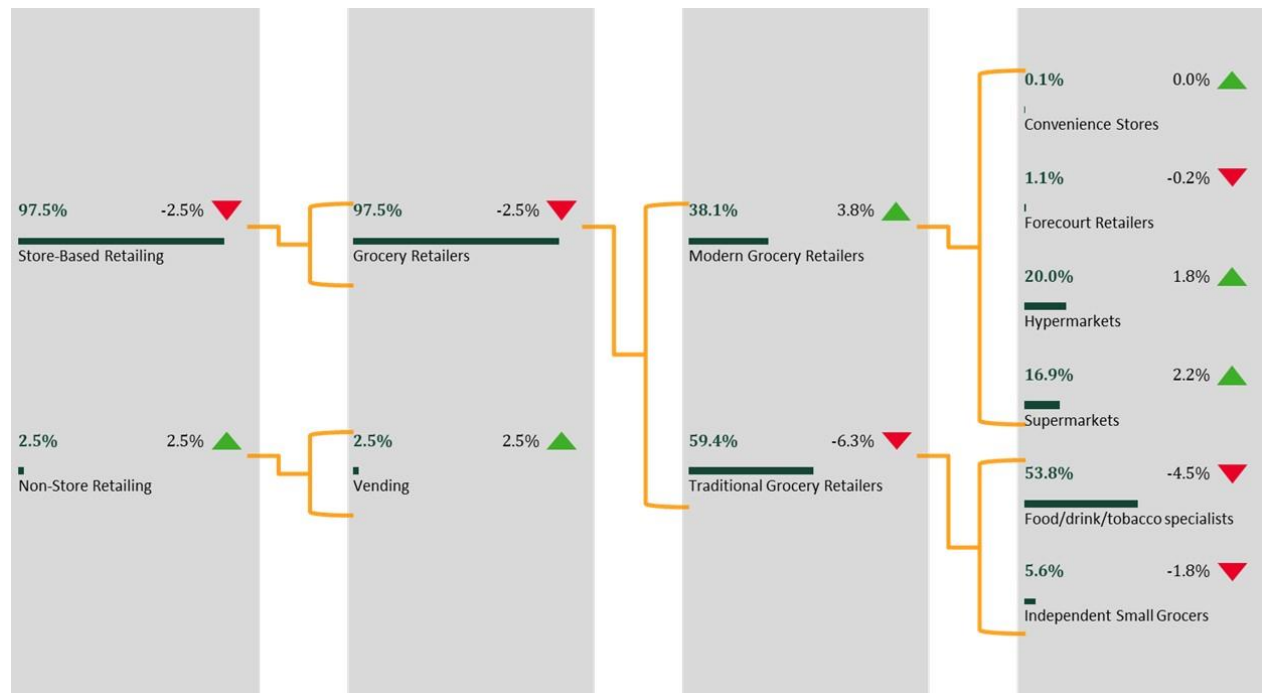 97.5% -2.5%
Store-Based Retailing
2.5% 2.5%
Non-Store Retailing
97.5% -2.5%
Grocery Retailers
2.5% 2.5%
Vending
38.1% 3.8%
Modern Grocery Retailers
59.4% -6.3%
Traditional Grocery Retailers
0.1% 0.0%
Convenience Stores
1.1% -0.2%
Forecourt Retailers
20.0% 1.8%
Hypermarkets
16.9% 2.2%
Supermarkets
53.8% -4.5%
Food/drink/tobacco specialists
5.6% -1.8%
Independent Small Grocers